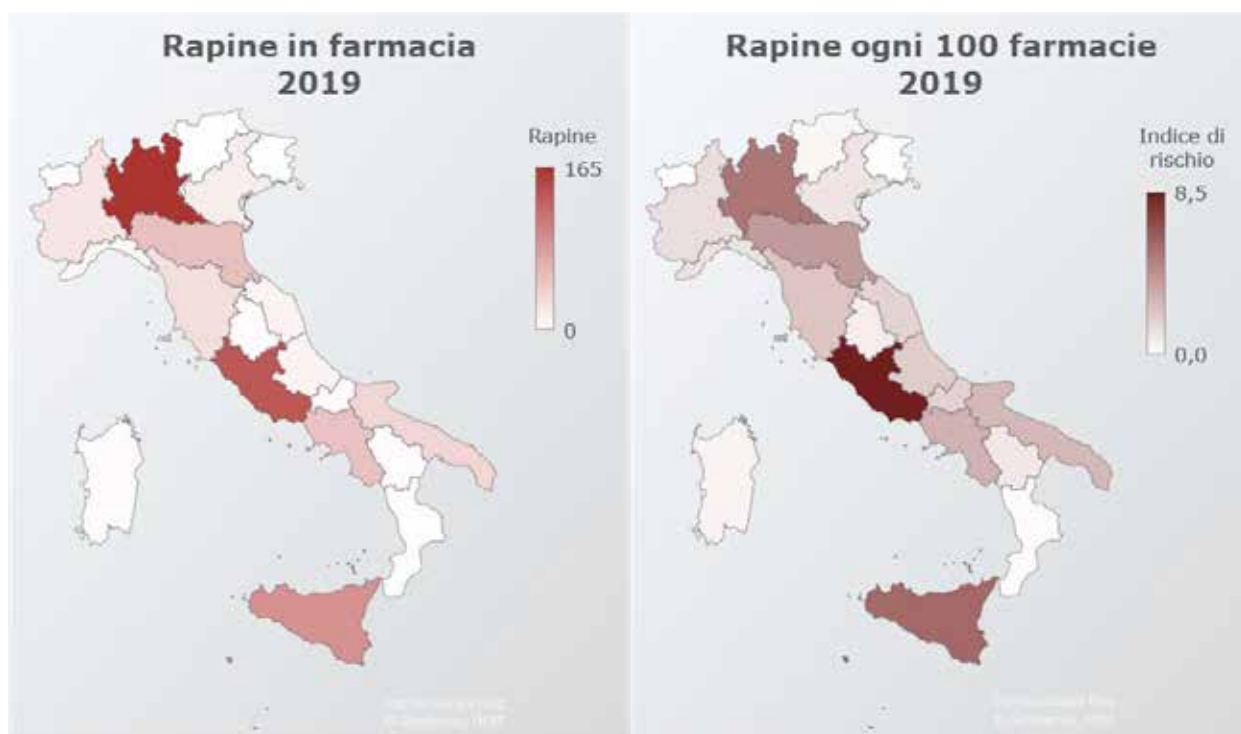 Rapine in farmacia
2019
Rapine
165
0
Rapine ogni 100 farmacie
2019
Indice di
rischio
8,5
0,0